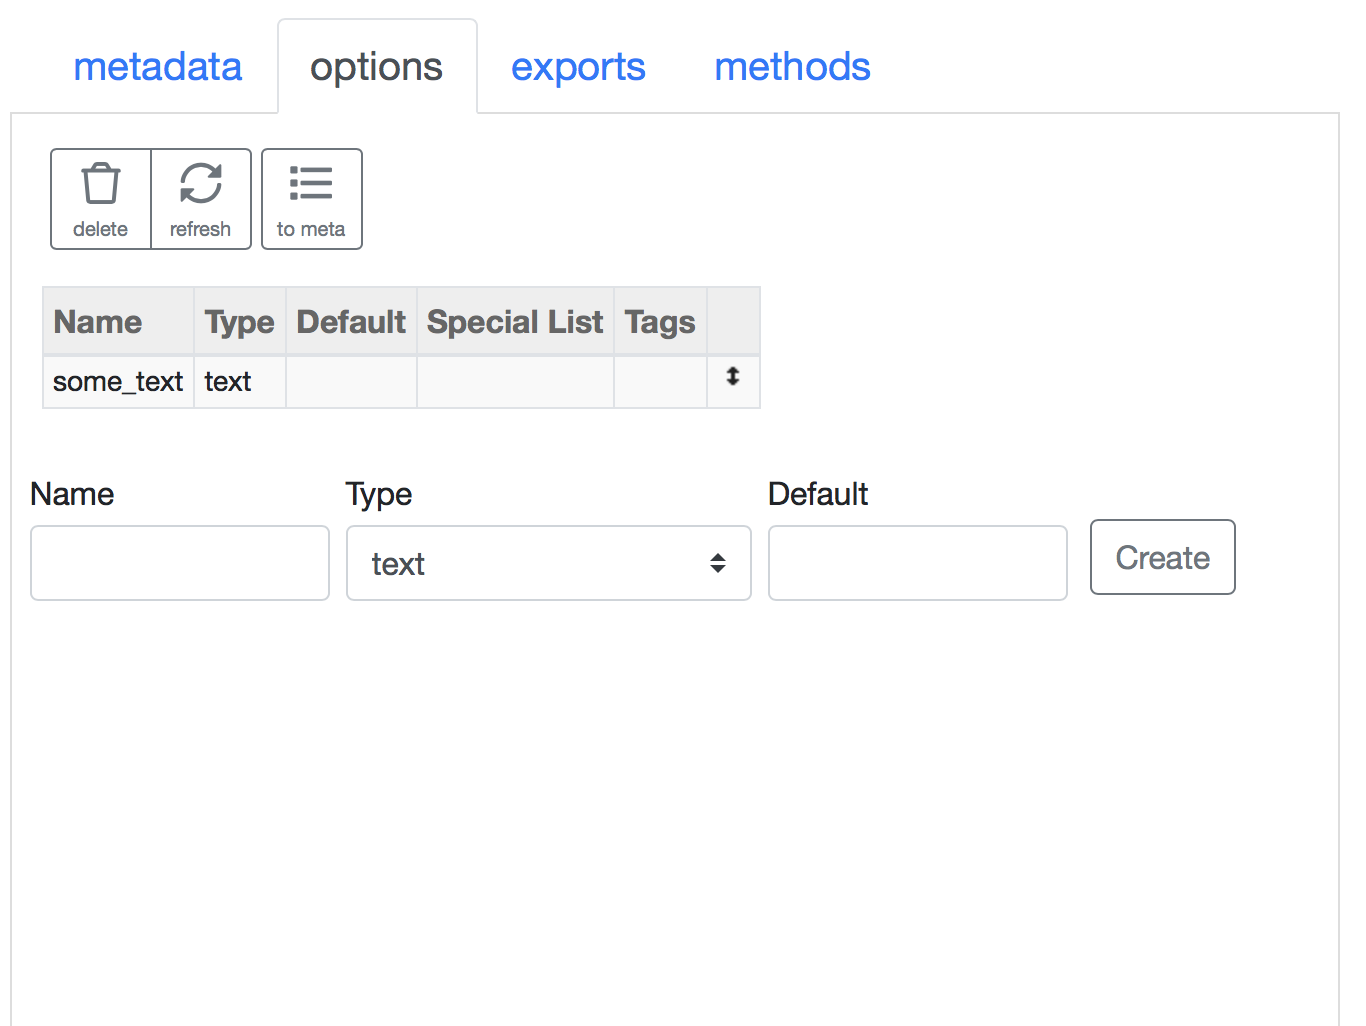 metadata options exports methods
delete refresh to meta
Name Type Default Special List Tags
some_text text
Name Type Default
text Create